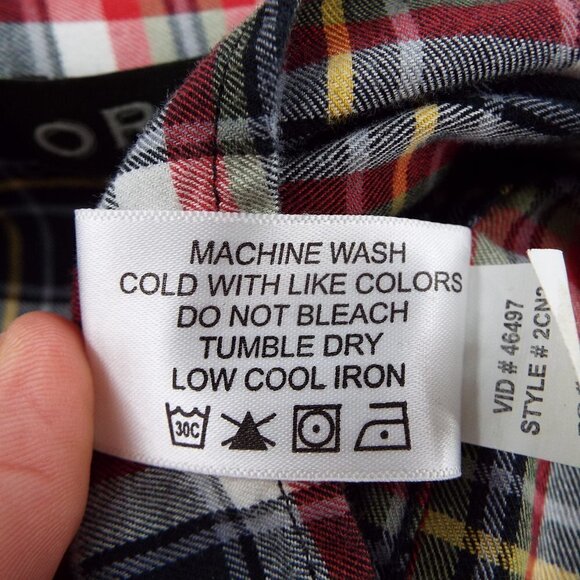 MACHINE WASH
COLD WITH LIKE COLORS
DO NOT BLEACH
TUMBLE DRY
LOW COOL IRON
30C
VID # 46497